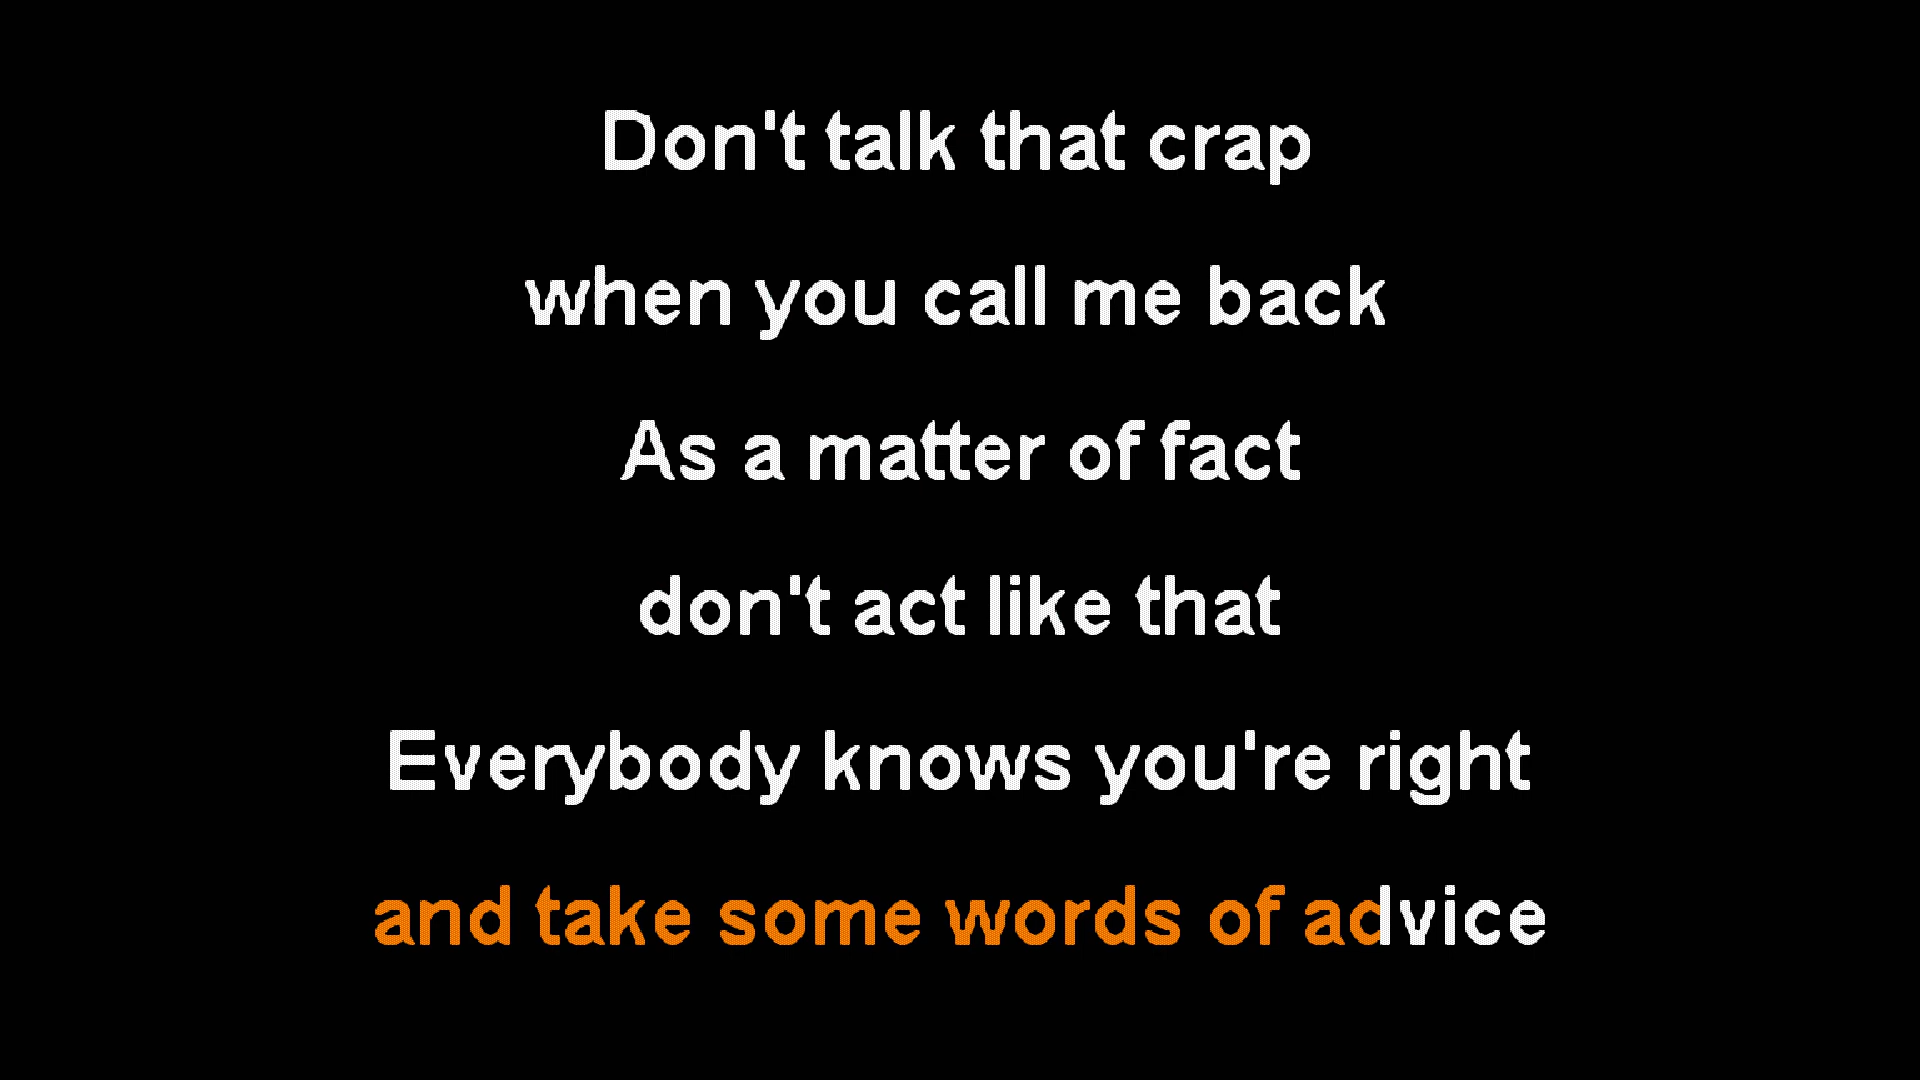 Don't talk that crap
when you call me back
As a matter of fact
don't act like that
Everybody knows you're right
and take some words of advice